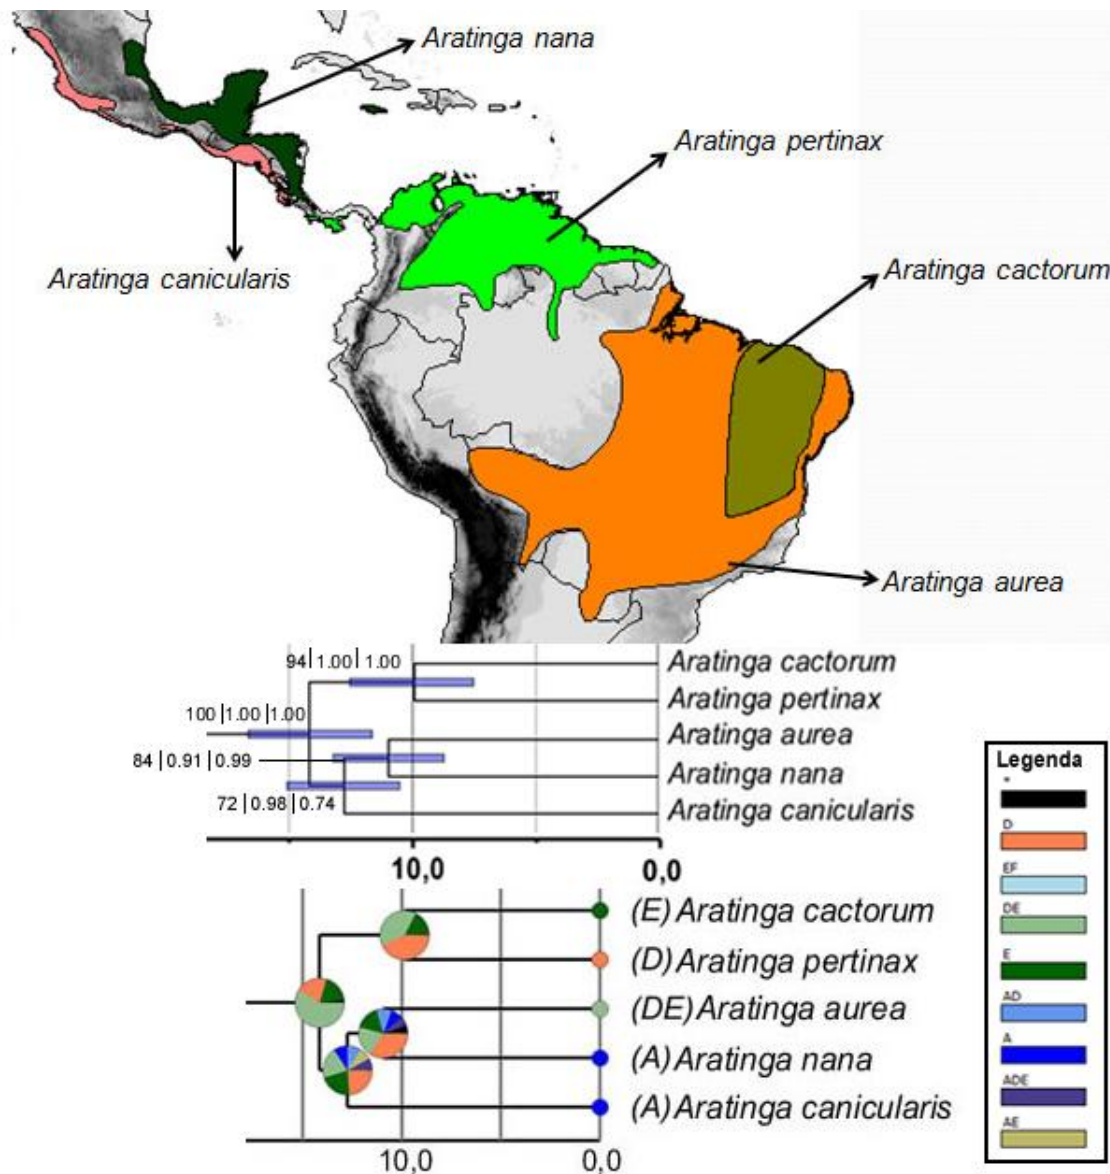 Aratinga nana
Aratinga pertinax
Aratinga canicularis
Aratinga cactorum
Aratinga aurea
94|1.00|1.00
Aratinga cactorum
Aratinga pertinax
100|1.00|1.00
Aratinga aurea
84|0.91|0.99
Aratinga nana
72|0.98|0.74
Aratinga canicularis
10,0 0,0
(E) Aratinga cactorum
(D) Aratinga pertinax
(DE) Aratinga aurea
(A) Aratinga nana
(A) Aratinga canicularis
10,0 0,0
Legenda
*
D
EF
DE
E
AD
A
ADE
AE